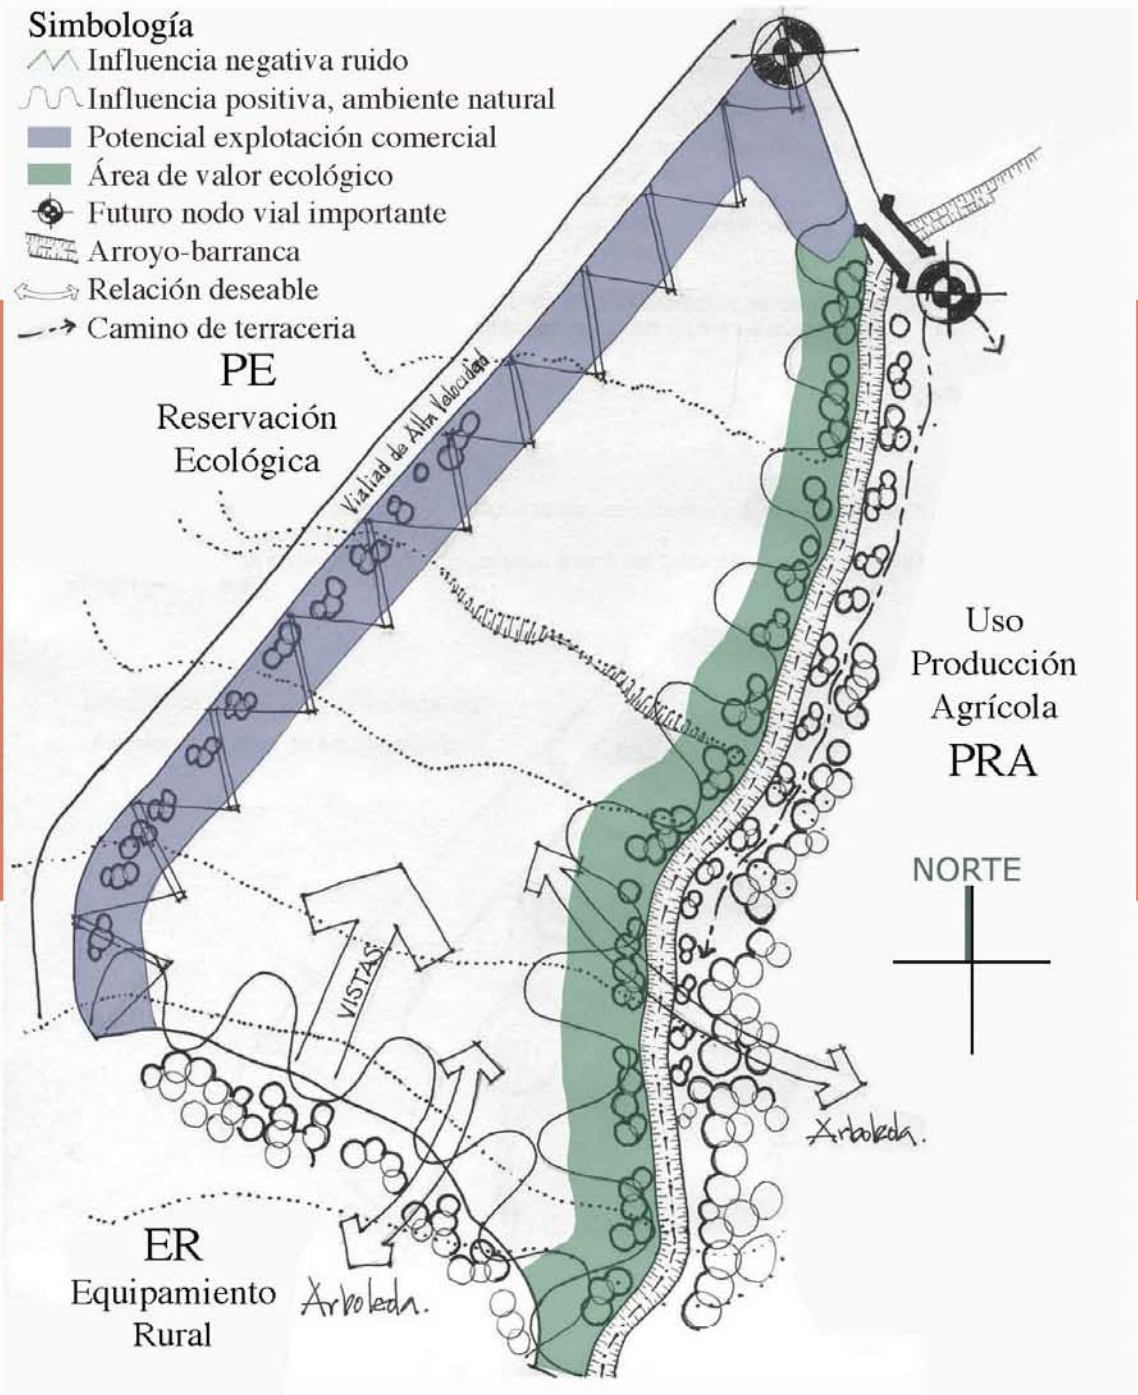 Simbología
Influencia negativa ruido
Influencia positiva, ambiente natural
Potencial explotación comercial
Área de valor ecológico
Futuro nodo vial importante
Arroyo-barranca
Relación deseable
Camino de terraceria
PE
Reservación
Ecológica
Vialiad de Alta Velocidad
Uso
Producción
Agrícola
PRA
NORTE
VISTAS
Arboleda.
ER
Equipamiento
Rural
Arboleda.